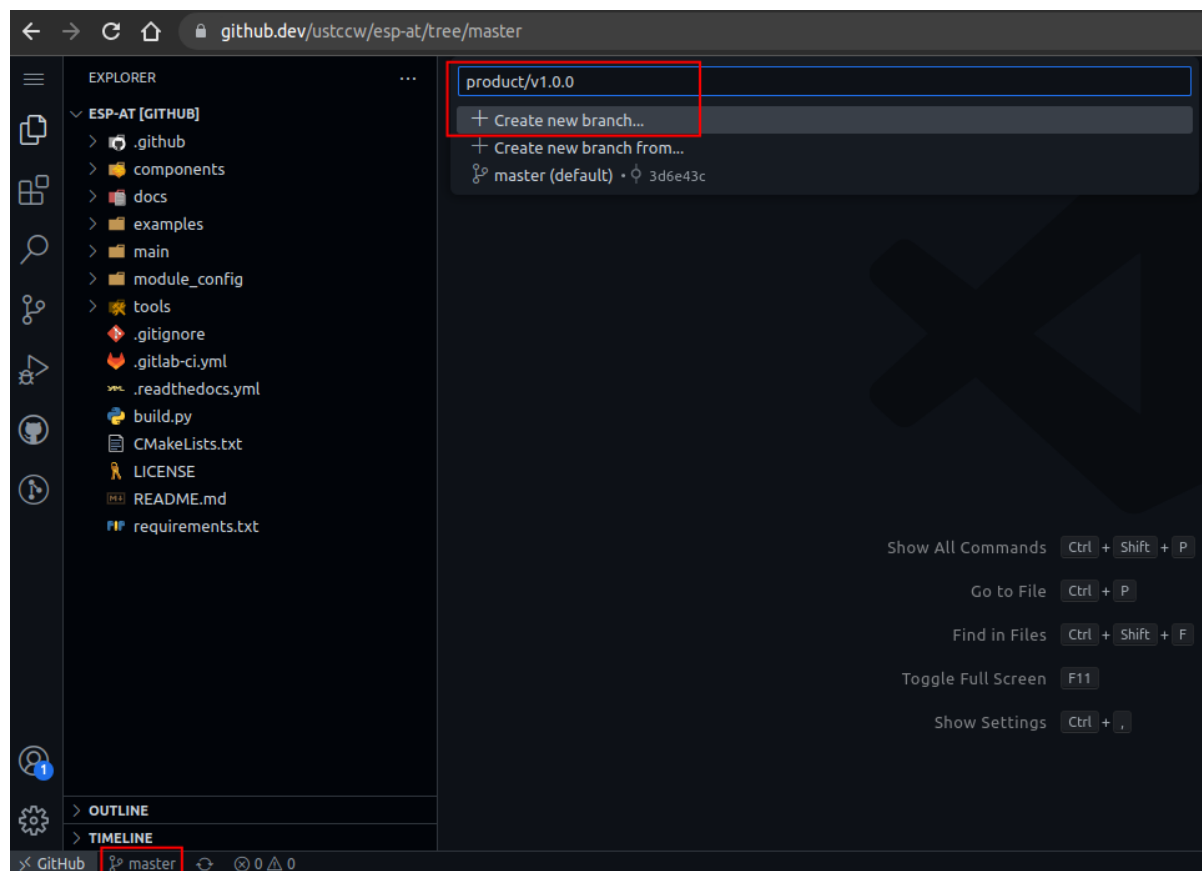 github.dev/ustccw/esp-at/tree/master
EXPLORER ...
ESP-AT [GITHUB]
.github
components
docs
examples
main
module_config
tools
.gitignore
.gitlab-ci.yml
.readthedocs.yml
build.py
CMakeLists.txt
LICENSE
README.md
requirements.txt
OUTLINE
TIMELINE
product/v1.0.0
+ Create new branch...
+ Create new branch from...
master (default) • 3d6e43c
Show All Commands Ctrl + Shift + P
Go to File Ctrl + P
Find in Files Ctrl + Shift + F
Toggle Full Screen F11
Show Settings Ctrl + ,
1
GitHub master 0 0